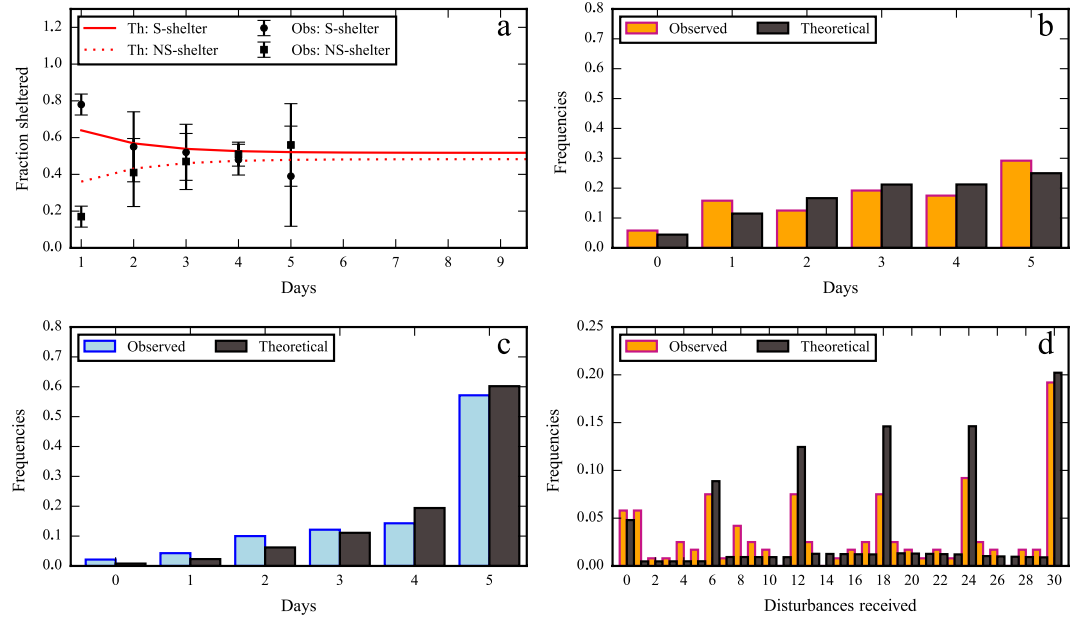 a
Th: S-shelter
Th: NS-shelter
Obs: S-shelter
Obs: NS-shelter
Fraction sheltered
1.2
1.0
0.8
0.6
0.4
0.2
0.0
1 2 3 4 5 6 7 8 9
Days
b
Observed
Theoretical
Frequencies
0.8
0.7
0.6
0.5
0.4
0.3
0.2
0.1
0.0
0 1 2 3 4 5
Days
c
Observed
Theoretical
Frequencies
0.8
0.7
0.6
0.5
0.4
0.3
0.2
0.1
0.0
0 1 2 3 4 5
Days
d
Observed
Theoretical
Frequencies
0.25
0.20
0.15
0.10
0.05
0.00
0 2 4 6 8 10 12 14 16 18 20 22 24 26 28 30
Disturbances received